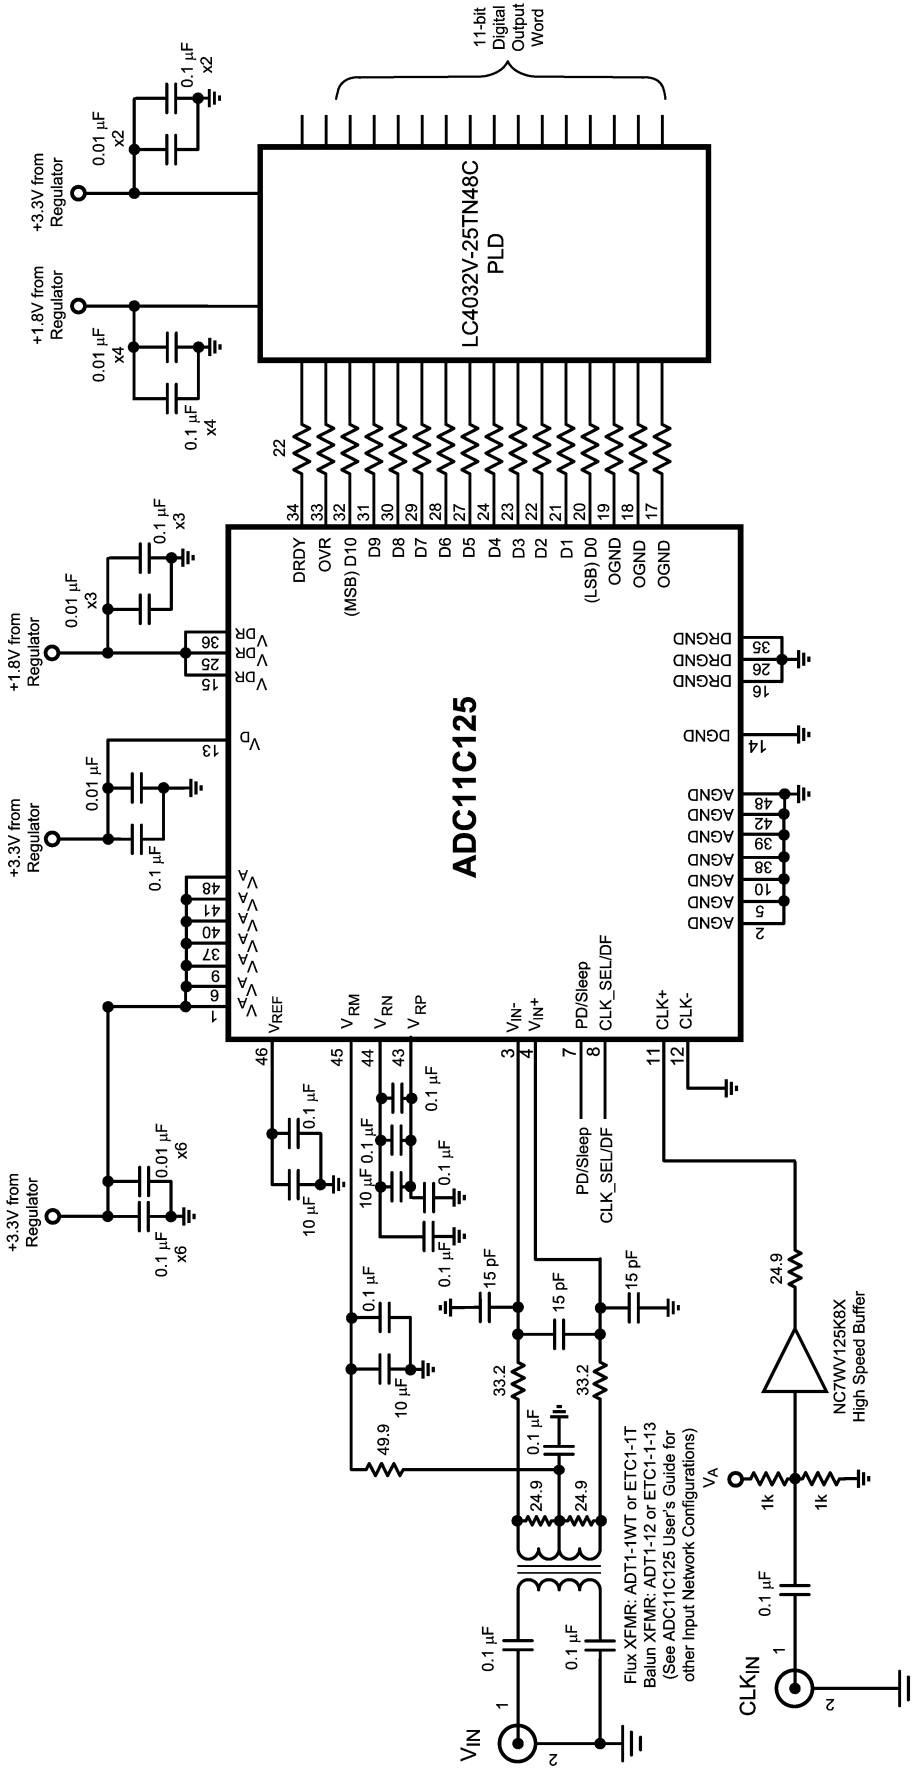 11-bit
Digital
Output
Word
0.1 µF
x2
0.01 µF
x2
+3.3V from
Regulator
+1.8V from
Regulator
0.01 µF
x4
0.1 µF
x4
LC4032V-25TN48C
PLD
22
34
33
32
31
30
29
28
27
24
23
22
21
20
19
18
17
DRDY
OVR
(MSB) D10
D9
D8
D7
D6
D5
D4
D3
D2
D1
(LSB) D0
OGND
OGND
OGND
0.1 µF
x3
0.01 µF
x3
+1.8V from
Regulator
36
25
15
VDR
VDR
VDR
+3.3V from
Regulator
0.01 µF
0.1 µF
13
VD
ADC11C125
DRGND
DRGND
DRGND
35
26
16
DGND
14
AGND
AGND
AGND
AGND
AGND
AGND
AGND
48
42
39
38
10
5
2
48
41
40
37
9
6
1
VA
VA
VA
VA
VA
VA
VA
+3.3V from
Regulator
0.01 µF
x6
0.1 µF
x6
VREF
VRM
VRN
VRP
VIN-
VIN+
PD/Sleep
CLK_SEL/DF
CLK+
CLK-
46
45
44
43
3
4
7
8
11
12
0.1 µF
10 µF
0.1 µF
0.1 µF
10 µF
0.1 µF
0.1 µF
0.1 µF
10 µF
49.9
15 pF
15 pF
15 pF
33.2
33.2
0.1 µF
24.9
24.9
PD/Sleep
CLK_SEL/DF
24.9
NC7WV125K8X
High Speed Buffer
VA
1k
1k
Flux XFMR: ADT1-1WT or ETC1-1T
Balun XFMR: ADT1-12 or ETC1-1-13
(See ADC11C125 User's Guide for
other Input Network Configurations)
0.1 µF
0.1 µF
0.1 µF
VIN
1
2
CLKIN
1
2